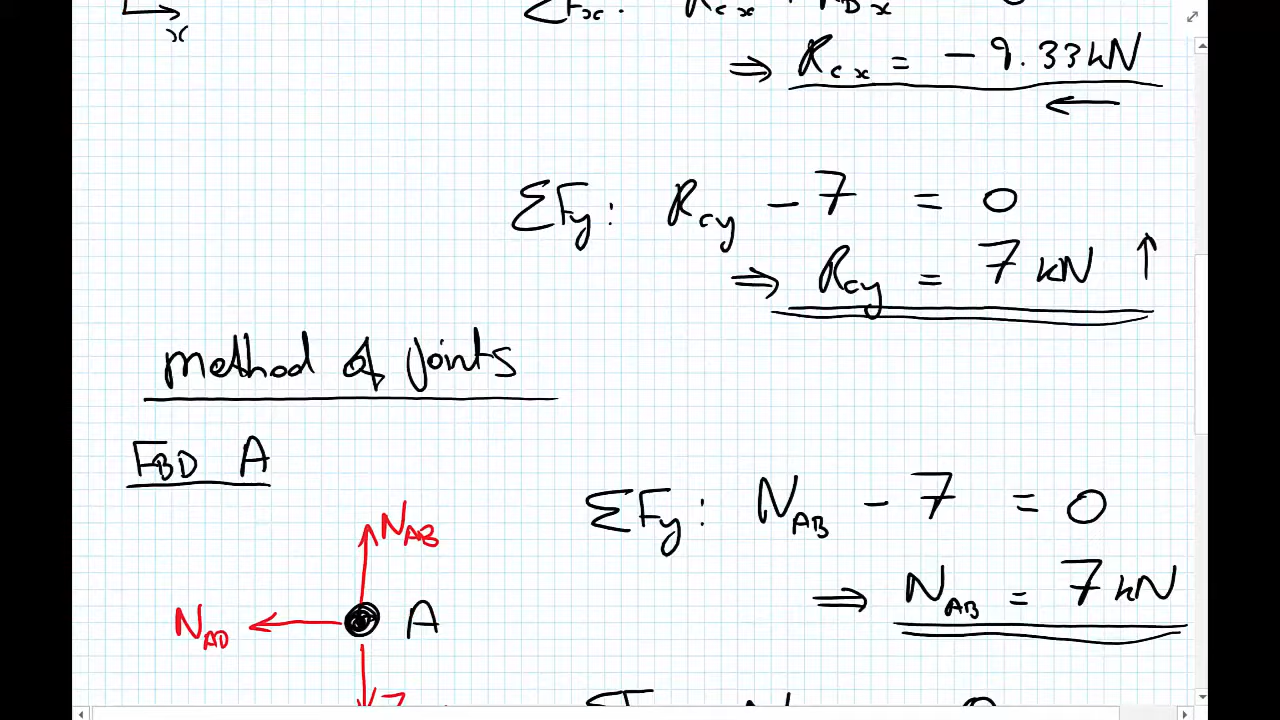 x
⇒ Rcx = - 9.33 kN
←
ΣFy: Rcy - 7 = 0
⇒ Rcy = 7 kN ↑
Method of Joints
FBD A
ΣFy: NAB - 7 = 0
⇒ NAB = 7 kN
NAB
NAD
A
7